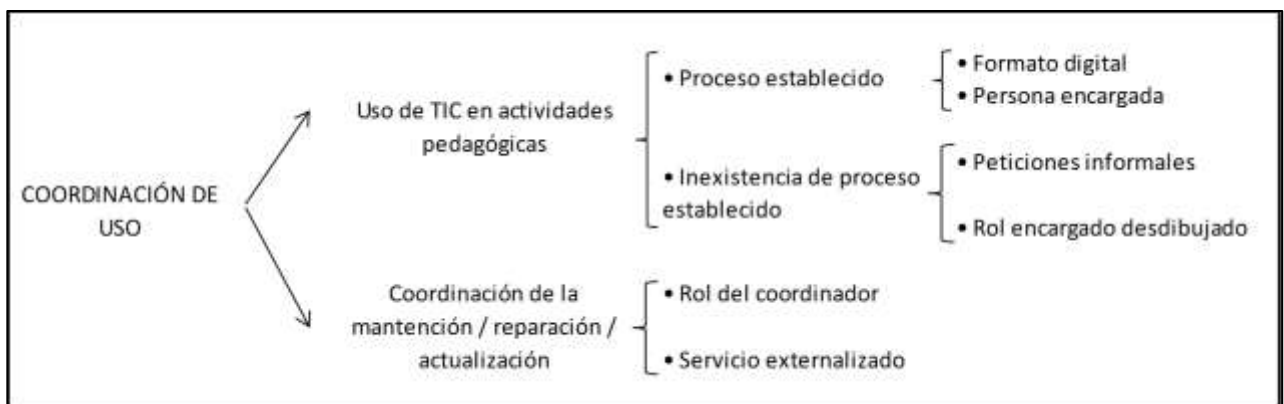 COORDINACIÓN DE
USO
Uso de TIC en actividades
pedagógicas
• Proceso establecido
• Formato digital
• Persona encargada
• Inexistencia de proceso
establecido
• Peticiones informales
• Rol encargado desdibujado
Coordinación de la
mantención / reparación /
actualización
• Rol del coordinador
• Servicio externalizado